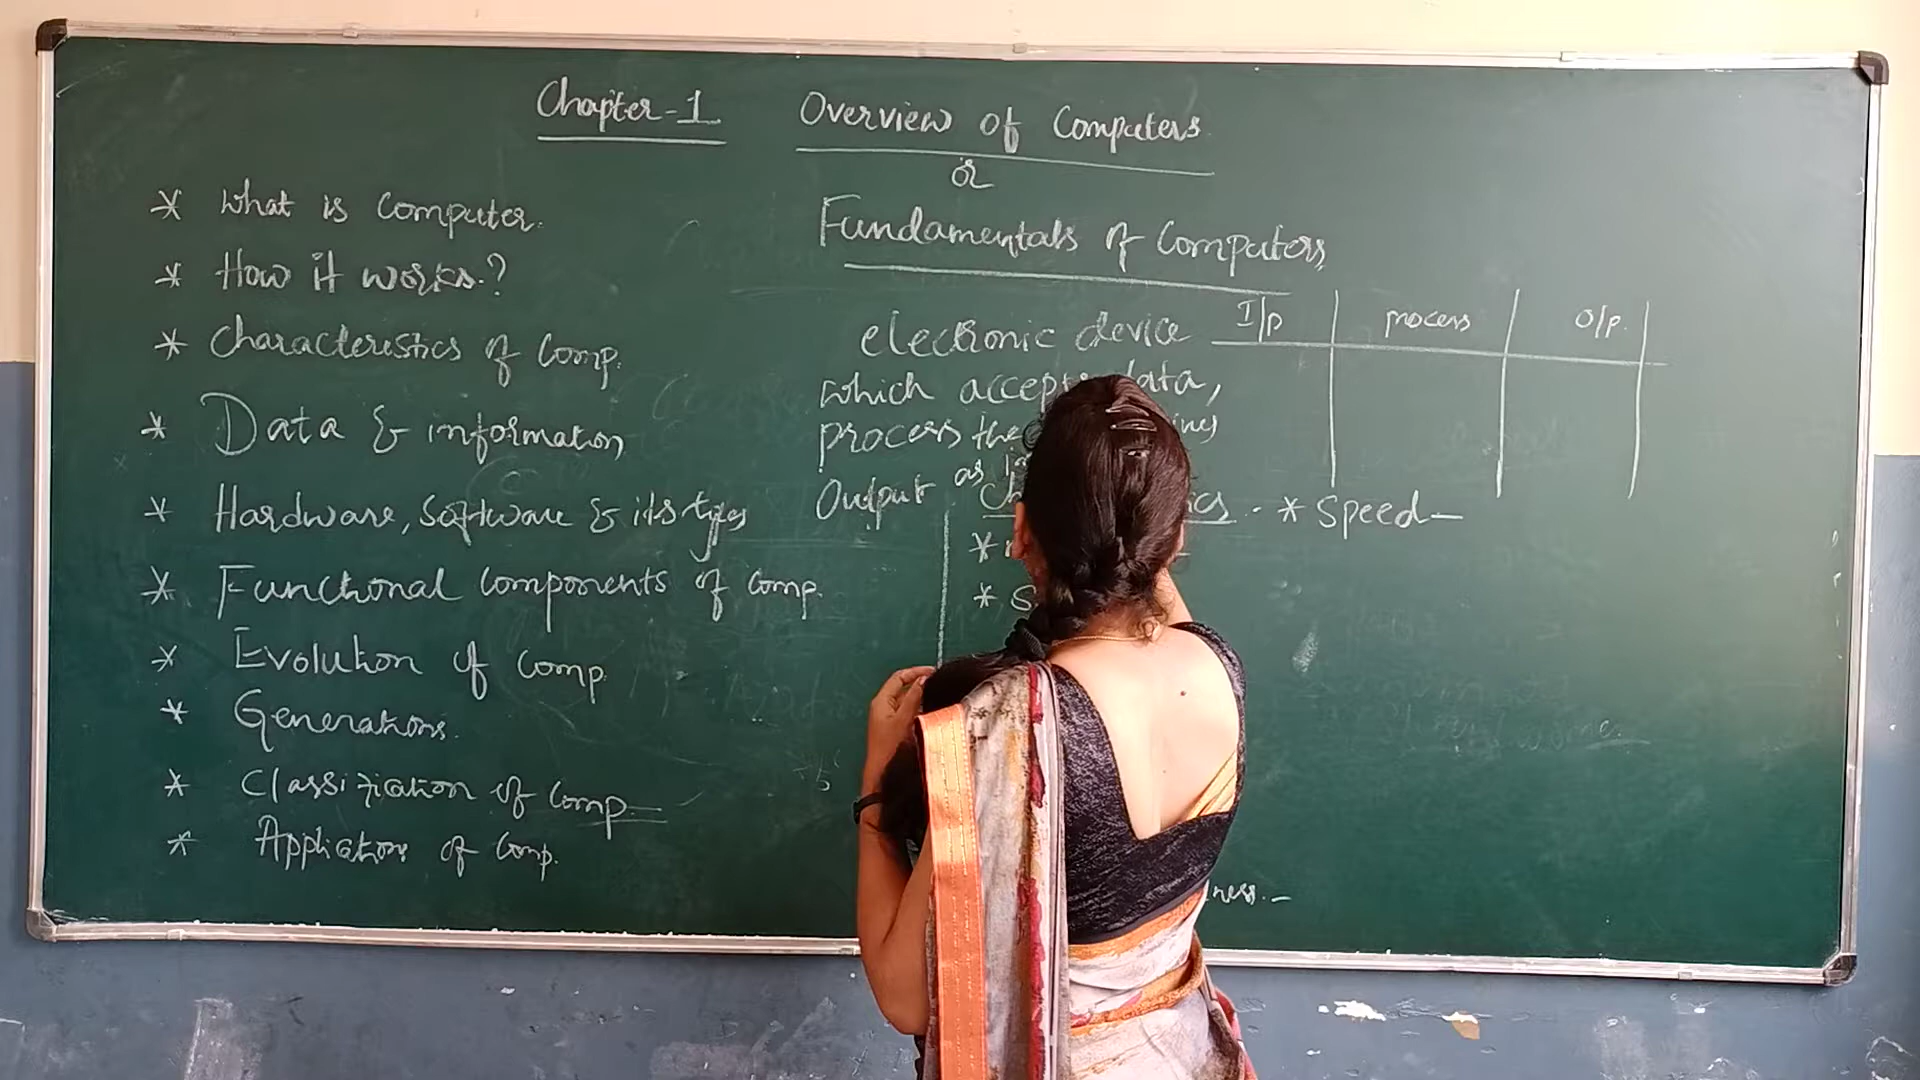 Chapter-1 Overview of Computers
or
Fundamentals of Computers
* What is Computer.
* How it works.?
* Characteristics of Comp.
* Data & information
* Hardware, Software & its types
* Functional Components of Comp.
* Evolution of Comp
* Generations.
* Classification of Comp.
* Applications of Comp.
electronic device
which accepts data,
process the
Output as
I/p process O/p.
* Speed-
*
* S